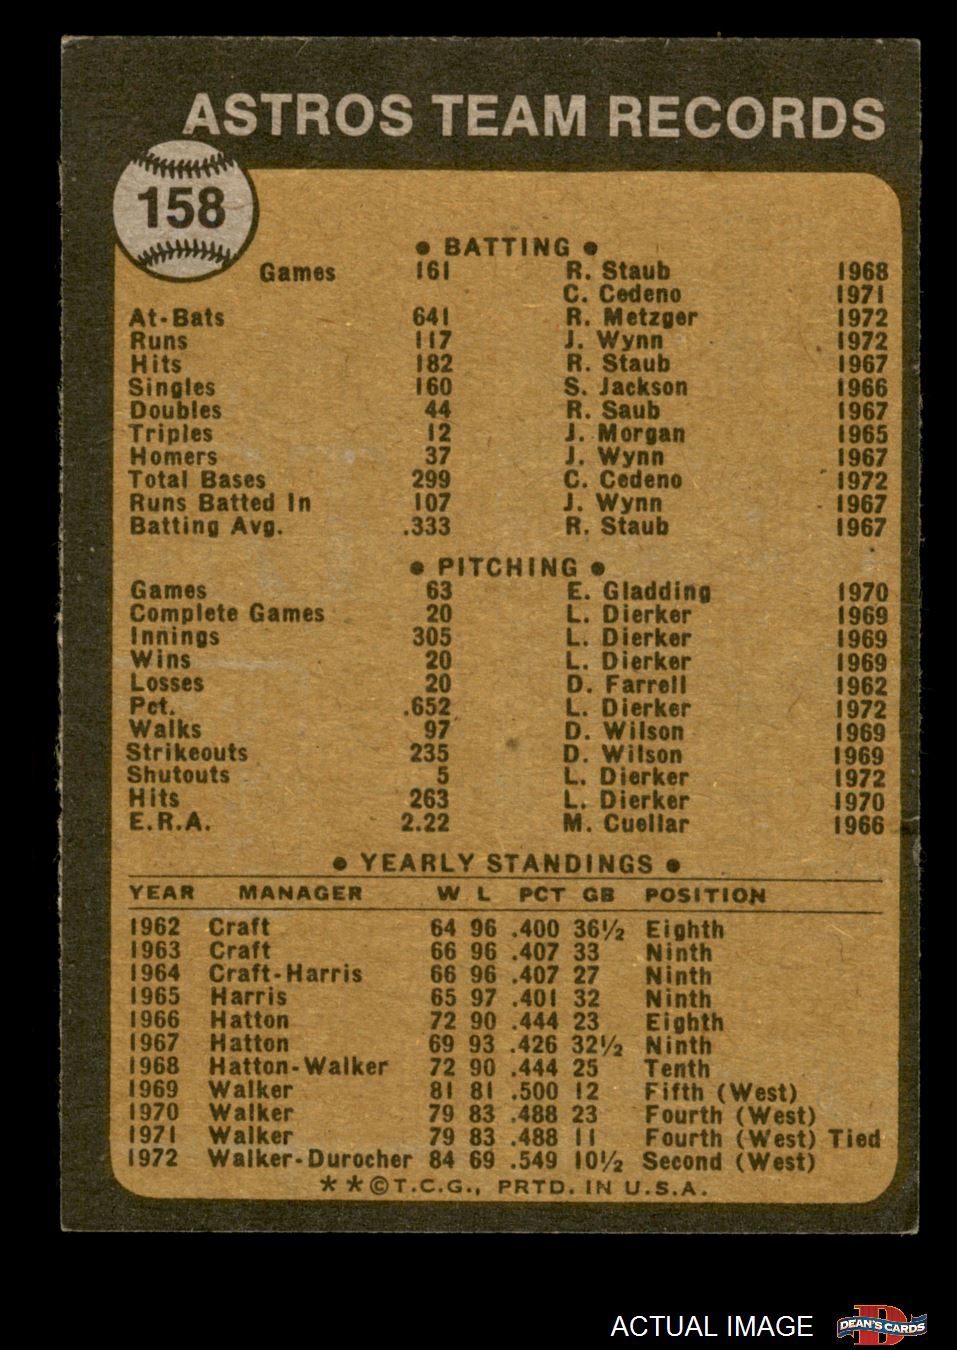 ASTROS TEAM RECORDS
158
● BATTING ●
Games 161 R. Staub 1968
C. Cedeno 1971
At-Bats 641 R. Metzger 1972
Runs 117 J. Wynn 1972
Hits 182 R. Staub 1967
Singles 160 S. Jackson 1966
Doubles 44 R. Saub 1967
Triples 12 J. Morgan 1965
Homers 37 J. Wynn 1967
Total Bases 299 C. Cedeno 1972
Runs Batted In 107 J. Wynn 1967
Batting Avg. .333 R. Staub 1967
● PITCHING ●
Games 63 E. Gladding 1970
Complete Games 20 L. Dierker 1969
Innings 305 L. Dierker 1969
Wins 20 L. Dierker 1969
Losses 20 D. Farrell 1962
Pct. .652 L. Dierker 1972
Walks 97 D. Wilson 1969
Strikeouts 235 D. Wilson 1969
Shutouts 5 L. Dierker 1972
Hits 263 L. Dierker 1970
E.R.A. 2.22 M. Cuellar 1966
● YEARLY STANDINGS ●
YEAR MANAGER W L PCT GB POSITION
1962 Craft 64 96 .400 36½ Eighth
1963 Craft 66 96 .407 33 Ninth
1964 Craft-Harris 66 96 .407 27 Ninth
1965 Harris 65 97 .401 32 Ninth
1966 Hatton 72 90 .444 23 Eighth
1967 Hatton 69 93 .426 32½ Ninth
1968 Hatton-Walker 72 90 .444 25 Tenth
1969 Walker 81 81 .500 12 Fifth (West)
1970 Walker 79 83 .488 23 Fourth (West)
1971 Walker 79 83 .488 11 Fourth (West) Tied
1972 Walker-Durocher 84 69 .549 10½ Second (West)
**©T.C.G., PRTD. IN U.S.A.
ACTUAL IMAGE
D
DEAN'S CARDS